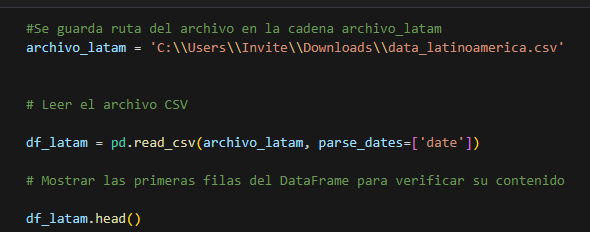 #Se guarda ruta del archivo en la cadena archivo_latam
archivo_latam = 'C:\\Users\\Invite\\Downloads\\data_latinoamerica.csv'
# Leer el archivo CSV
df_latam = pd.read_csv(archivo_latam, parse_dates=['date'])
# Mostrar las primeras filas del DataFrame para verificar su contenido
df_latam.head()